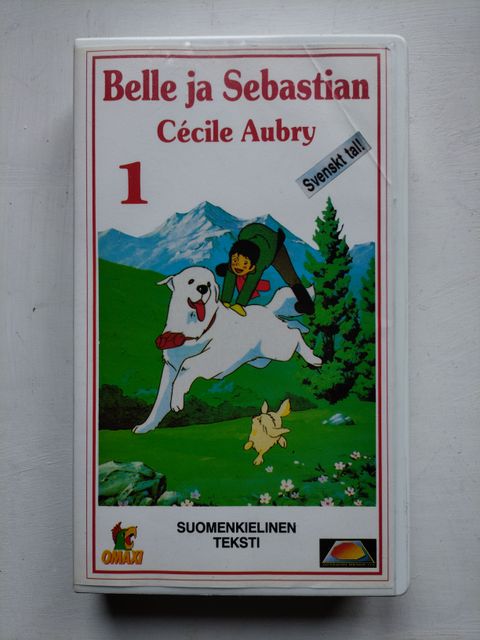 Belle ja Sebastian
Cécile Aubry
Svenskt tal!
1
SUOMENKIELINEN
TEKSTI
OMAXI